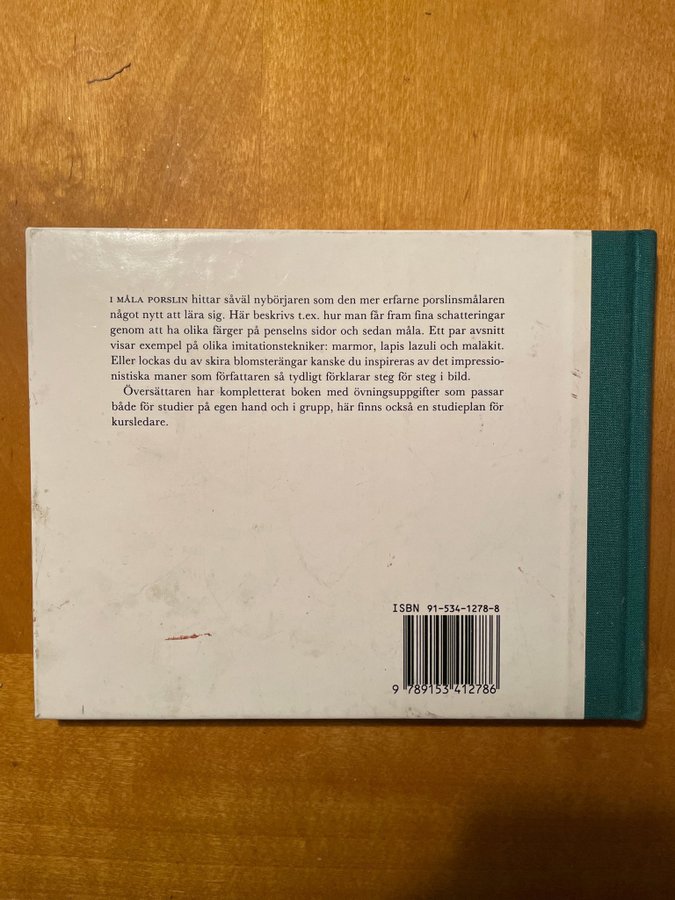 I MÅLA PORSLIN hittar såväl nybörjaren som den mer erfarne porslinsmålaren
något nytt att lära sig. Här beskrivs t.ex. hur man får fram fina schatteringar
genom att ha olika färger på penselns sidor och sedan måla. Ett par avsnitt
visar exempel på olika imitationstekniker: marmor, lapis lazuli och malakit.
Eller lockas du av skira blomsterängar kanske du inspireras av det impressio-
nistiska maner som författaren så tydligt förklarar steg för steg i bild.
Översättaren har kompletterat boken med övningsuppgifter som passar
både för studier på egen hand och i grupp, här finns också en studieplan för
kursledare.
ISBN 91-534-1278-8
9 789153 412786